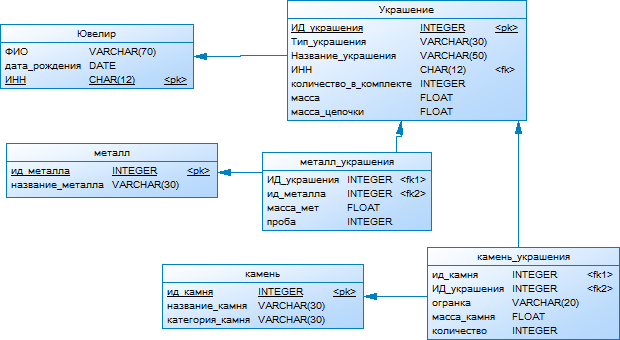 Ювелир
ФИО VARCHAR(70)
дата_рождения DATE
ИНН CHAR(12) <pk>
Украшение
ИД_украшения INTEGER <pk>
Тип_украшения VARCHAR(30)
Название_украшения VARCHAR(50)
ИНН CHAR(12) <fk>
количество_в_комплекте INTEGER
масса FLOAT
масса_цепочки FLOAT
металл
ид_металла INTEGER <pk>
название_металла VARCHAR(30)
металл_украшения
ИД_украшения INTEGER <fk1>
ид_металла INTEGER <fk2>
масса_мет FLOAT
проба INTEGER
камень
ид_камня INTEGER <pk>
название_камня VARCHAR(30)
категория_камня VARCHAR(30)
камень_украшения
ид_камня INTEGER <fk1>
ИД_украшения INTEGER <fk2>
огранка VARCHAR(20)
масса_камня FLOAT
количество INTEGER